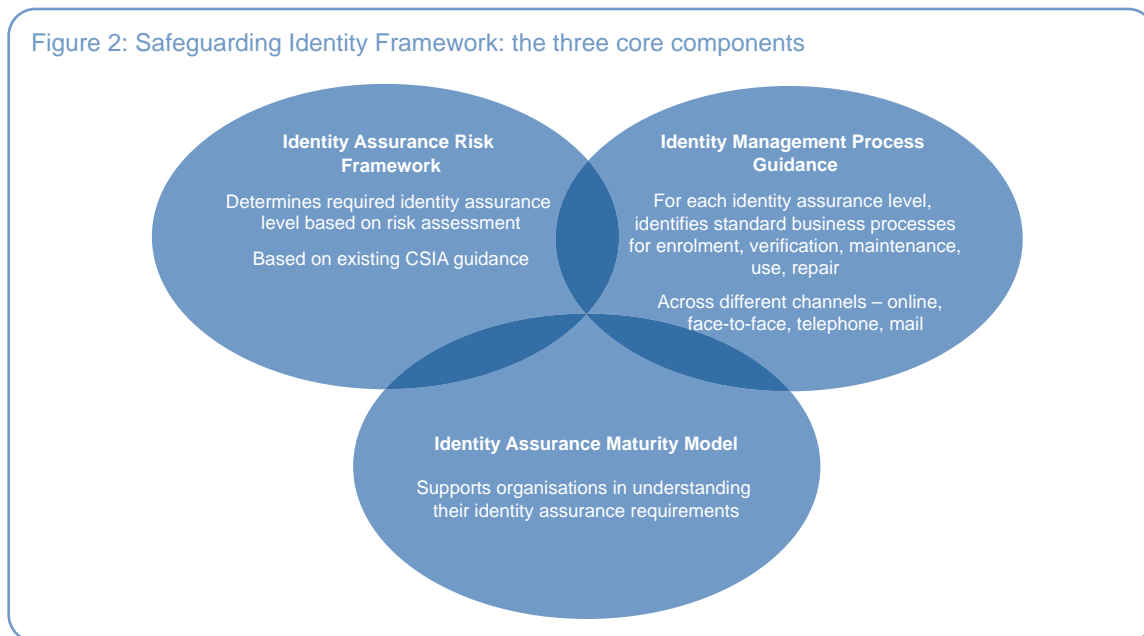 Figure 2: Safeguarding Identity Framework: the three core components
Identity Assurance Risk
Framework
Determines required identity assurance
level based on risk assessment
Based on existing CSIA guidance
Identity Management Process
Guidance
For each identity assurance level,
identifies standard business processes
for enrolment, verification, maintenance,
use, repair
Across different channels – online,
face-to-face, telephone, mail
Identity Assurance Maturity Model
Supports organisations in understanding
their identity assurance requirements